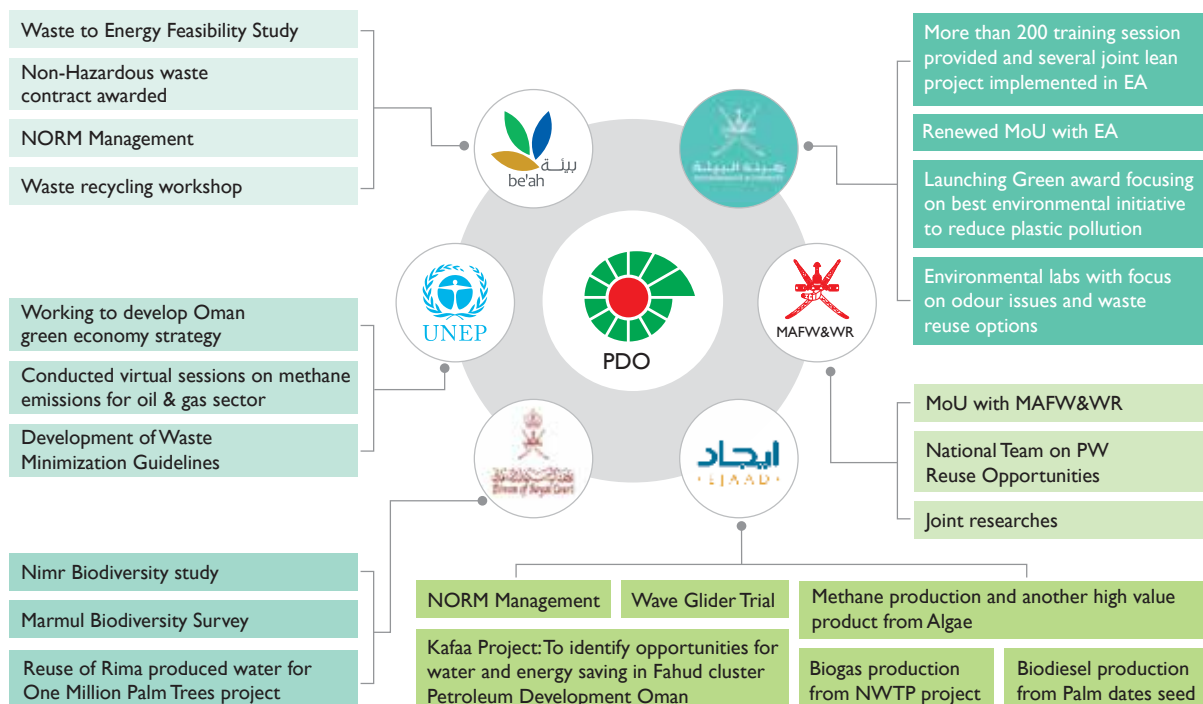 Waste to Energy Feasibility Study
Non-Hazardous waste
contract awarded
NORM Management
Waste recycling workshop
بيئـة
be'ah
هيئة البيئة
More than 200 training session
provided and several joint lean
project implemented in EA
Renewed MoU with EA
Launching Green award focusing
on best environmental initiative
to reduce plastic pollution
Environmental labs with focus
on odour issues and waste
reuse options
UNEP
PDO
MAFW&WR
Working to develop Oman
green economy strategy
Conducted virtual sessions on methane
emissions for oil & gas sector
Development of Waste
Minimization Guidelines
Diwan of Royal Court
ايجاد
EJAAD
MoU with MAFW&WR
National Team on PW
Reuse Opportunities
Joint researches
Nimr Biodiversity study
Marmul Biodiversity Survey
Reuse of Rima produced water for
One Million Palm Trees project
NORM Management
Wave Glider Trial
Methane production and another high value
product from Algae
Kafaa Project: To identify opportunities for
water and energy saving in Fahud cluster
Petroleum Development Oman
Biogas production
from NWTP project
Biodiesel production
from Palm dates seed